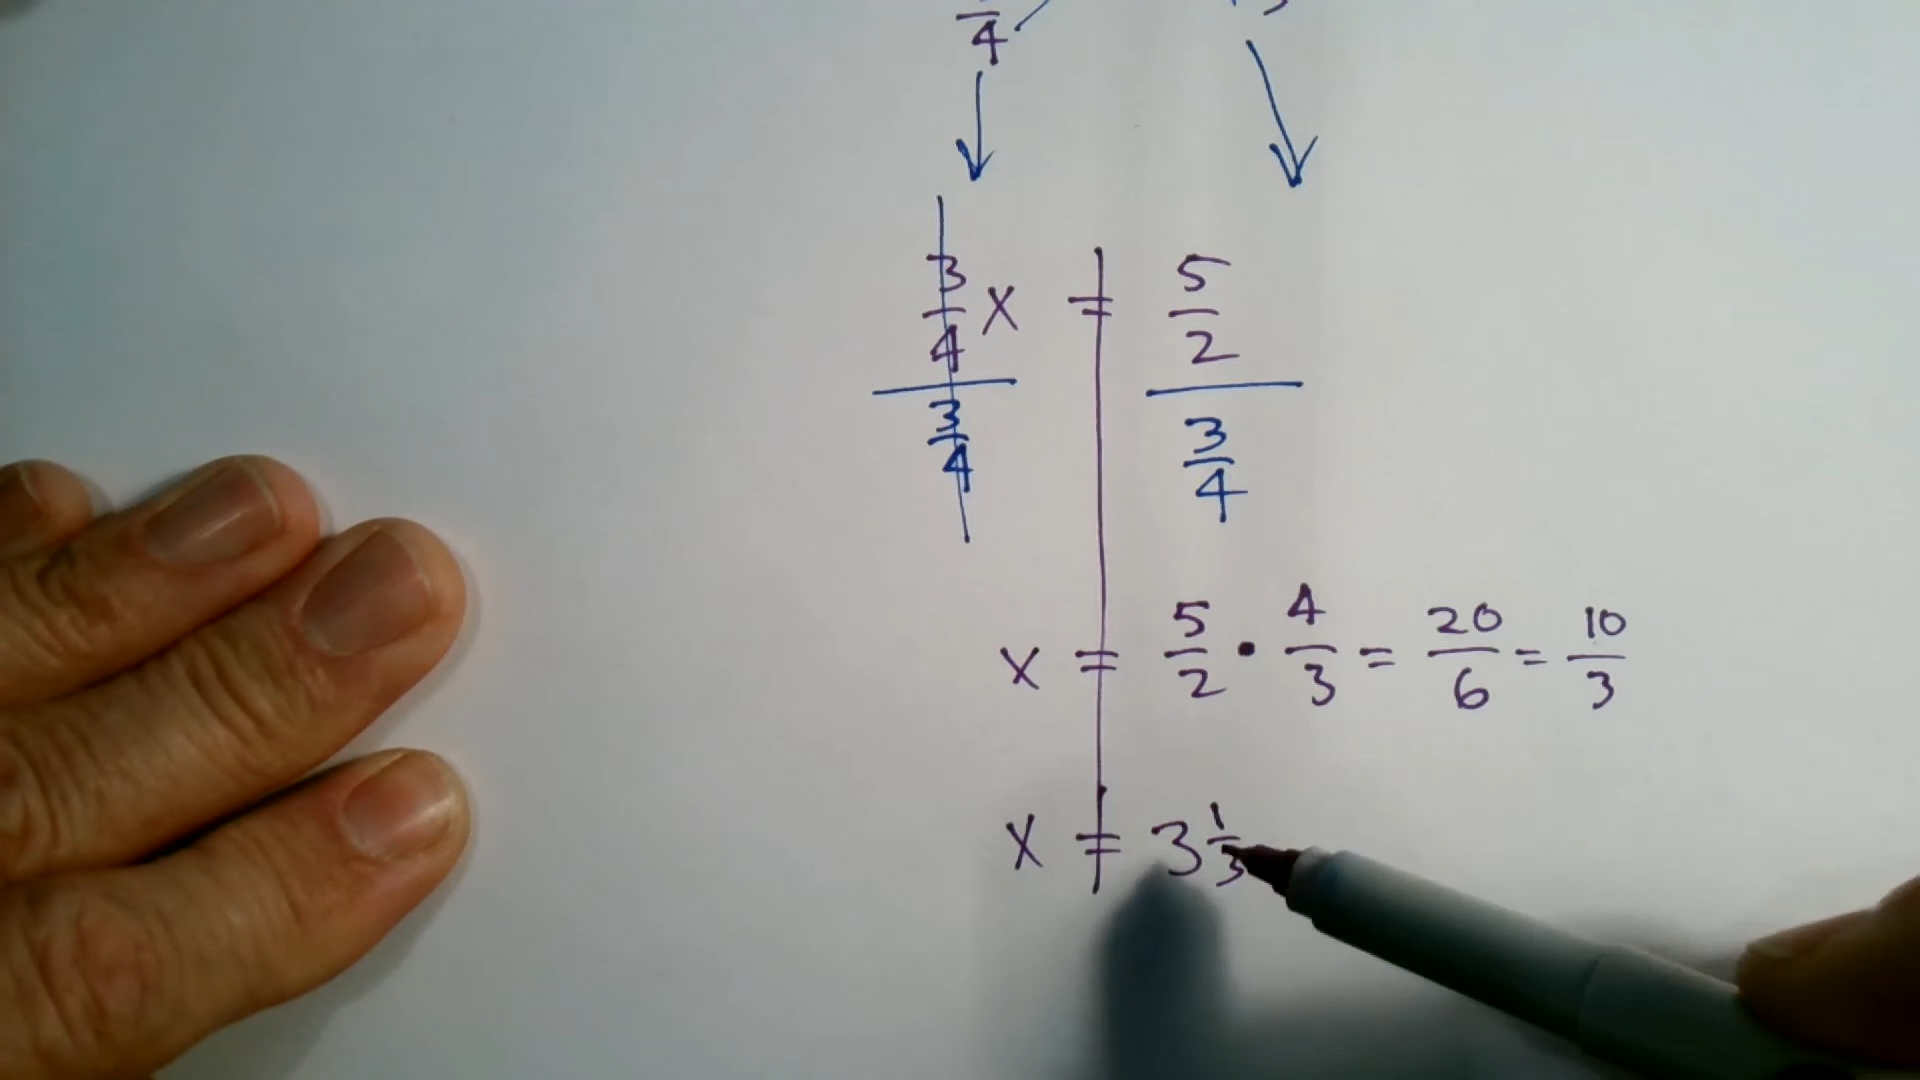 4
3/4 x = 5/2
3/4 3/4
x = 5/2 · 4/3 = 20/6 = 10/3
x = 3 1/3